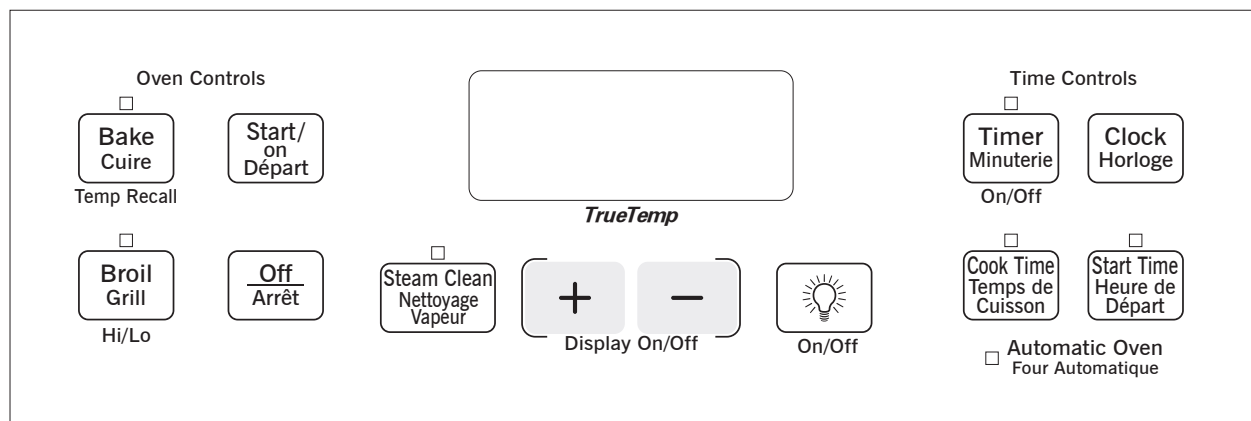 Oven Controls
Bake
Cuire
Temp Recall
Start/
on
Départ
Broil
Grill
Hi/Lo
Off
Arrêt
TrueTemp
Steam Clean
Nettoyage
Vapeur
+
−
Display On/Off
On/Off
Time Controls
Timer
Minuterie
On/Off
Clock
Horloge
Cook Time
Temps de
Cuisson
Start Time
Heure de
Départ
Automatic Oven
Four Automatique